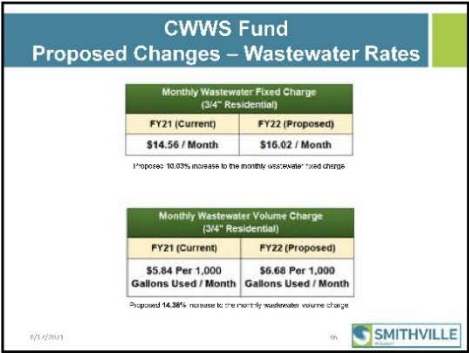 CWWS Fund
Proposed Changes – Wastewater Rates
Monthly Wastewater Fixed Charge
(3/4" Residential)
FY21 (Current) FY22 (Proposed)
$14.56 / Month $16.02 / Month
Proposed 10.03% increase to the monthly wastewater fixed charge
Monthly Wastewater Volume Charge
(3/4" Residential)
FY21 (Current) FY22 (Proposed)
$5.84 Per 1,000 $6.68 Per 1,000
Gallons Used / Month Gallons Used / Month
Proposed 14.38% increase to the monthly wastewater volume charge
SMITHVILLE